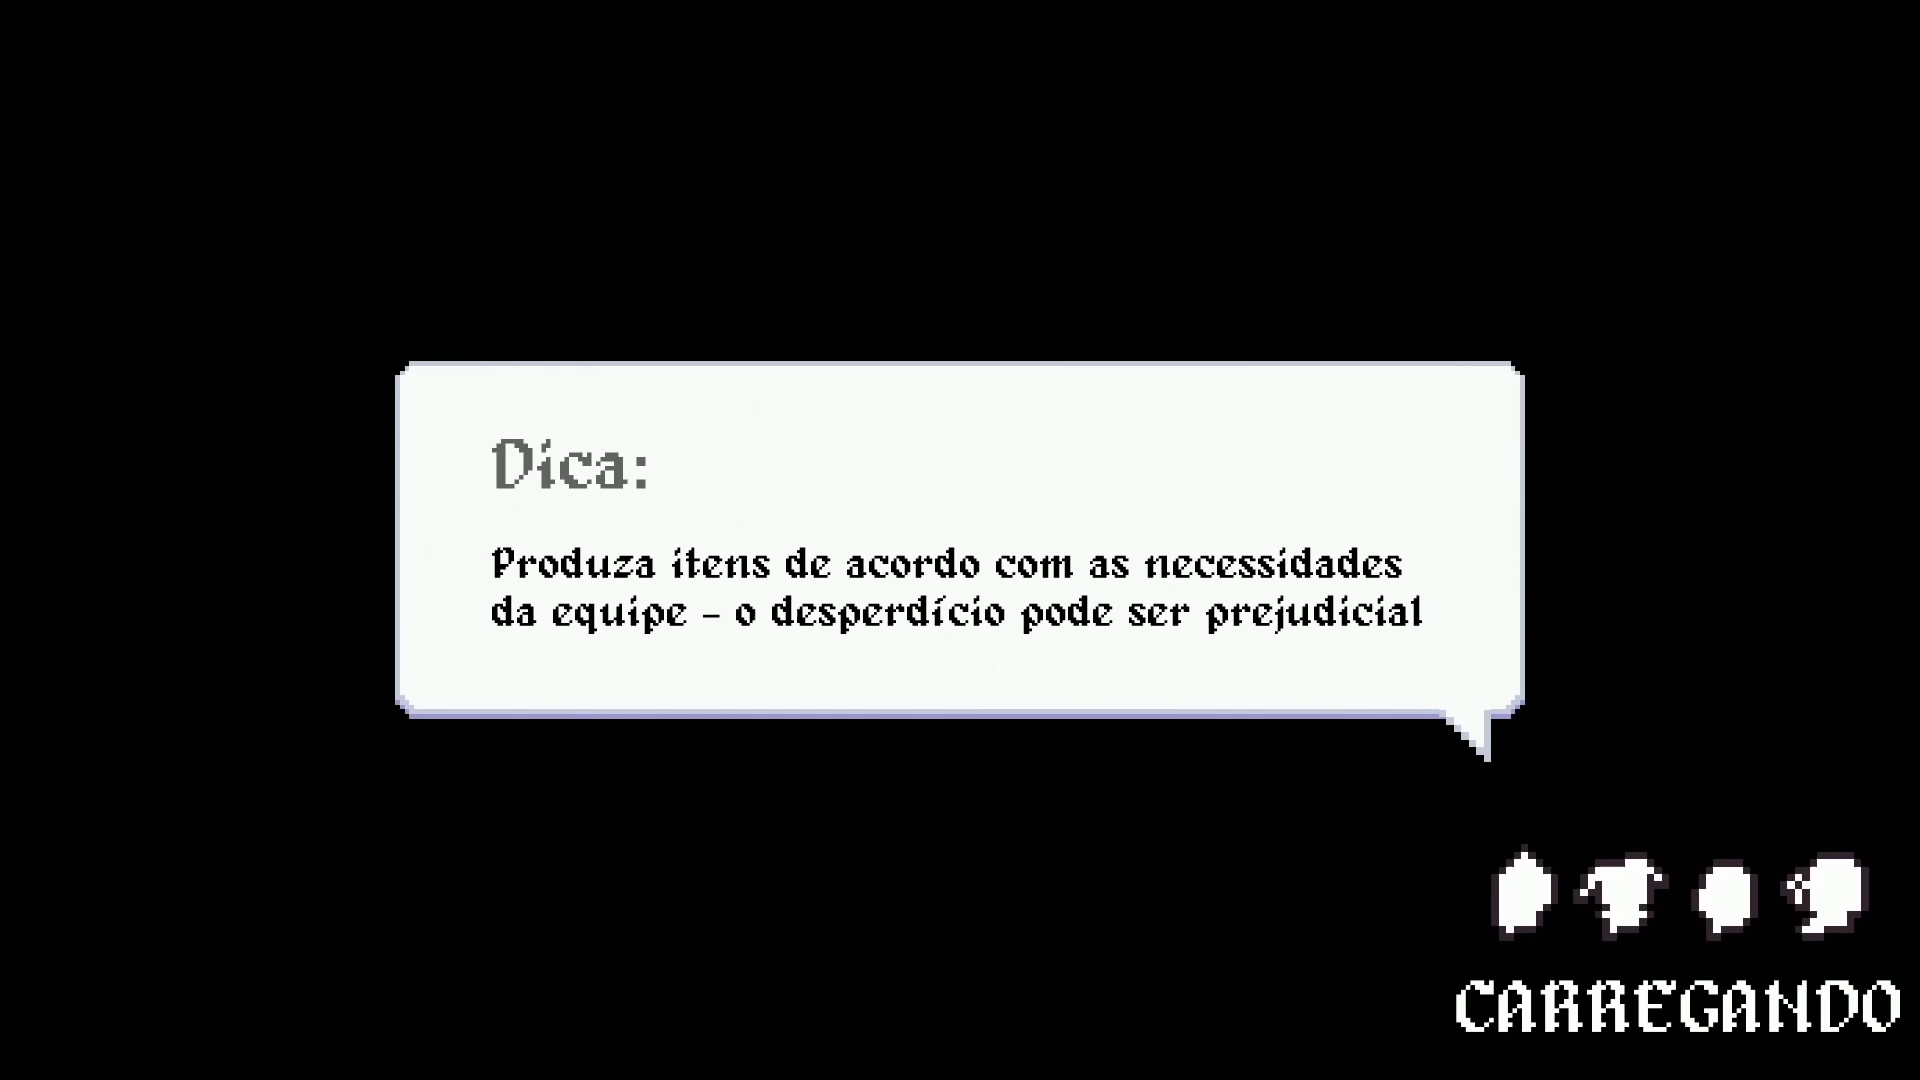 Dica:
Produza itens de acordo com as necessidades
da equipe - o desperdício pode ser prejudicial
CARREGANDO